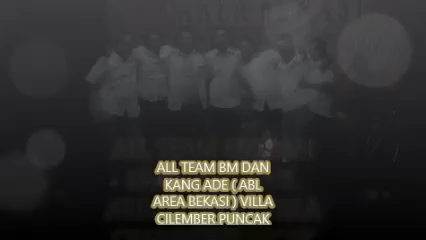 ALL TEAM BM DAN
KANG ADE ( ABL
AREA BEKASI ) VILLA
CILEMBER PUNCAK